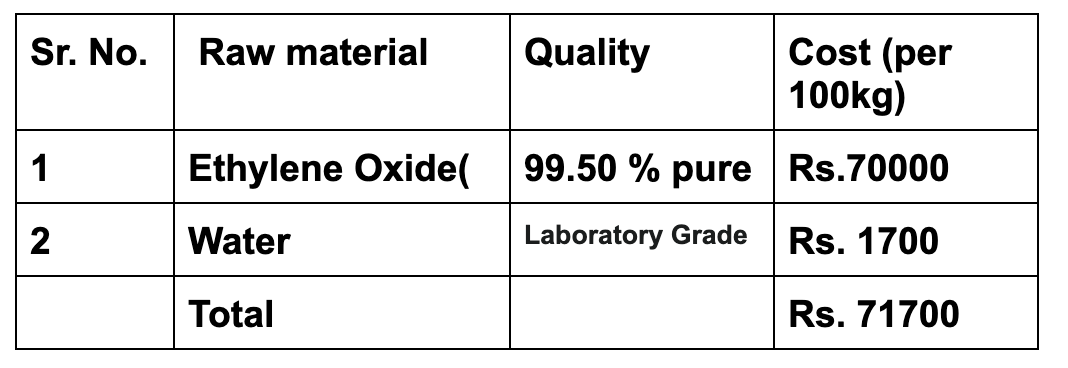 Sr. No. Raw material Quality Cost (per
100kg)
1 Ethylene Oxide( 99.50 % pure Rs.70000
2 Water Laboratory Grade Rs. 1700
Total Rs. 71700